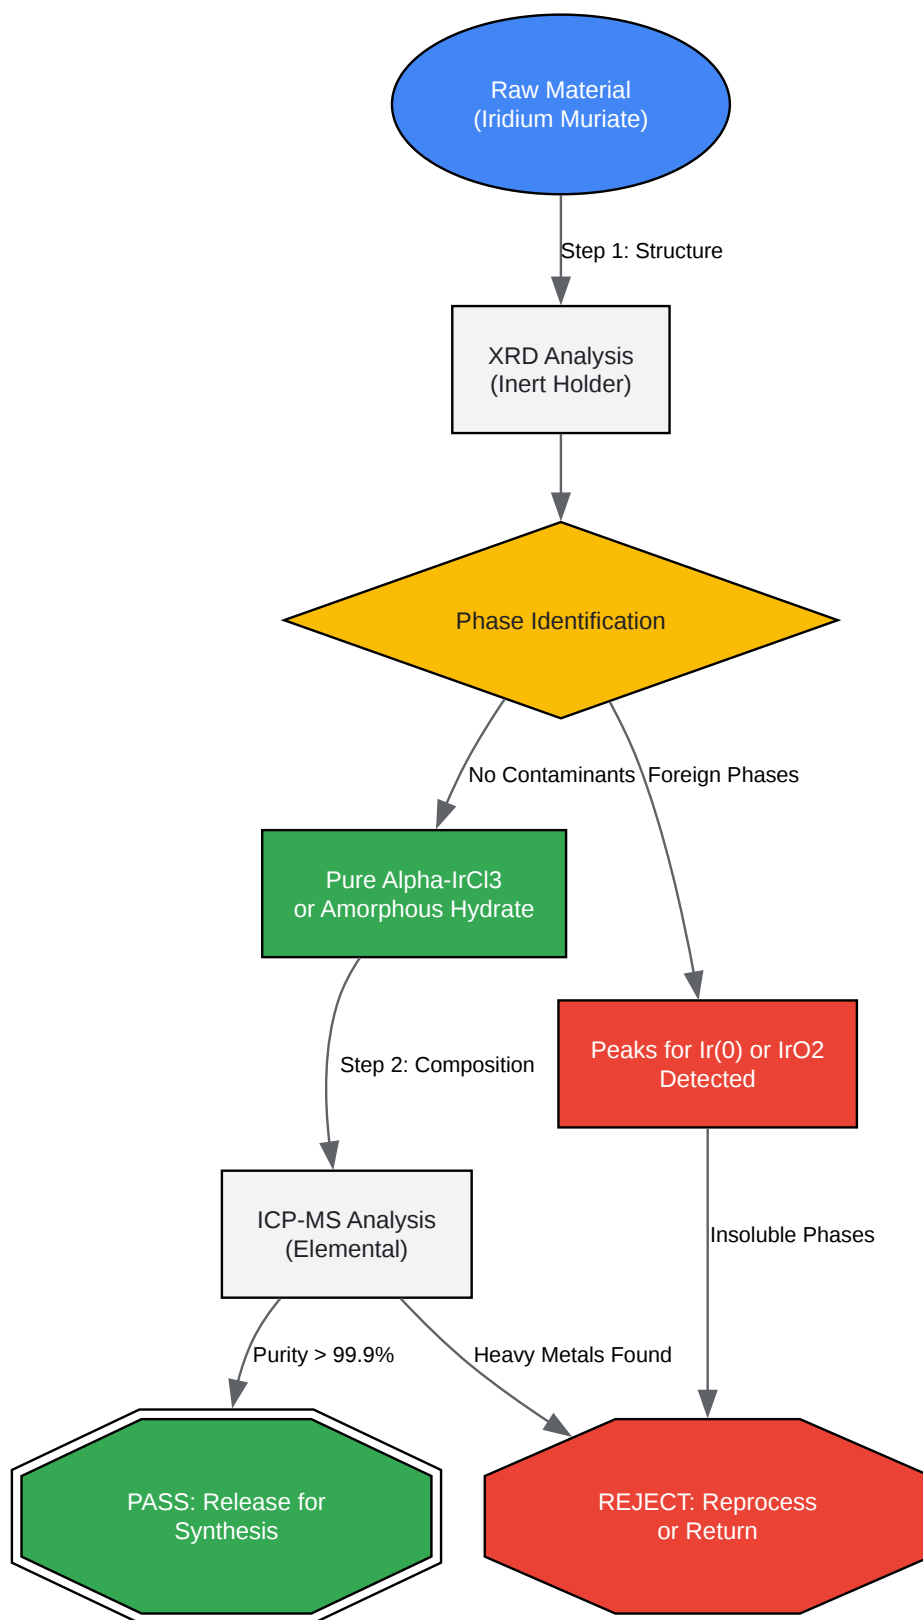 Raw Material
(Iridium Muriate)
Step 1: Structure
XRD Analysis
(Inert Holder)
Phase Identification
No Contaminants
Foreign Phases
Pure Alpha-IrCl3
or Amorphous Hydrate
Peaks for Ir(0) or IrO2
Detected
Step 2: Composition
ICP-MS Analysis
(Elemental)
Insoluble Phases
Purity > 99.9%
Heavy Metals Found
PASS: Release for
Synthesis
REJECT: Reprocess
or Return